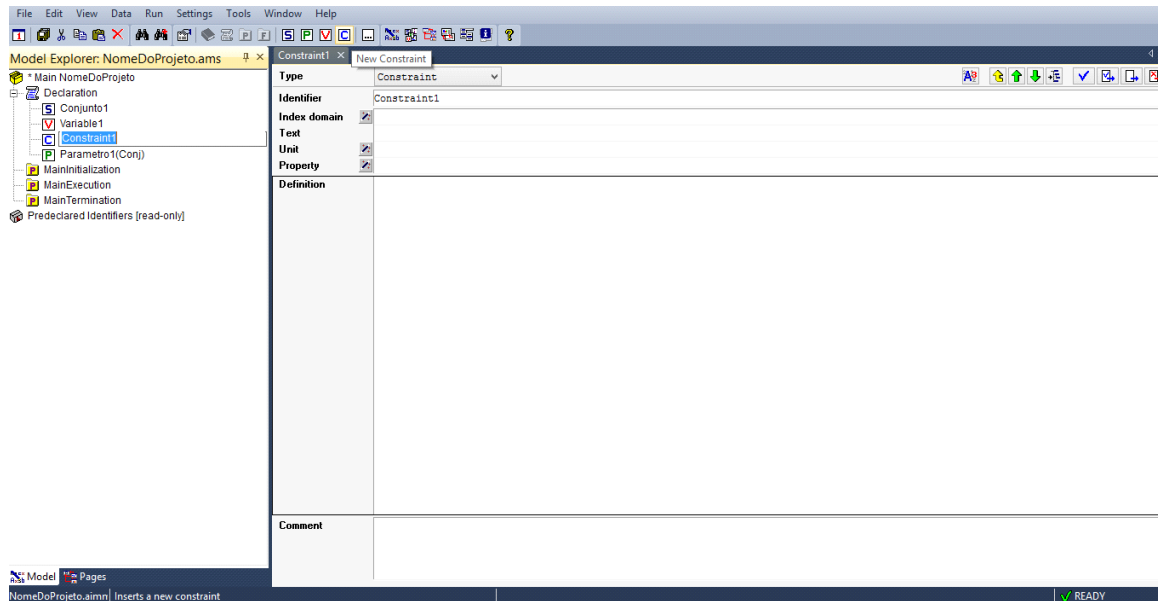 File Edit View Data Run Settings Tools Window Help
S P V C ...
Model Explorer: NomeDoProjeto.ams
Constraint1
New Constraint
* Main NomeDoProjeto
Declaration
S Conjunto1
V Variable1
C Constraint1
P Parametro1(Conj)
P MainInitialization
P MainExecution
P MainTermination
Predeclared Identifiers [read-only]
Type Constraint
Identifier Constraint1
Index domain
Text
Unit
Property
Definition
Comment
Model Pages
NomeDoProjeto.aimn Inserts a new constraint READY